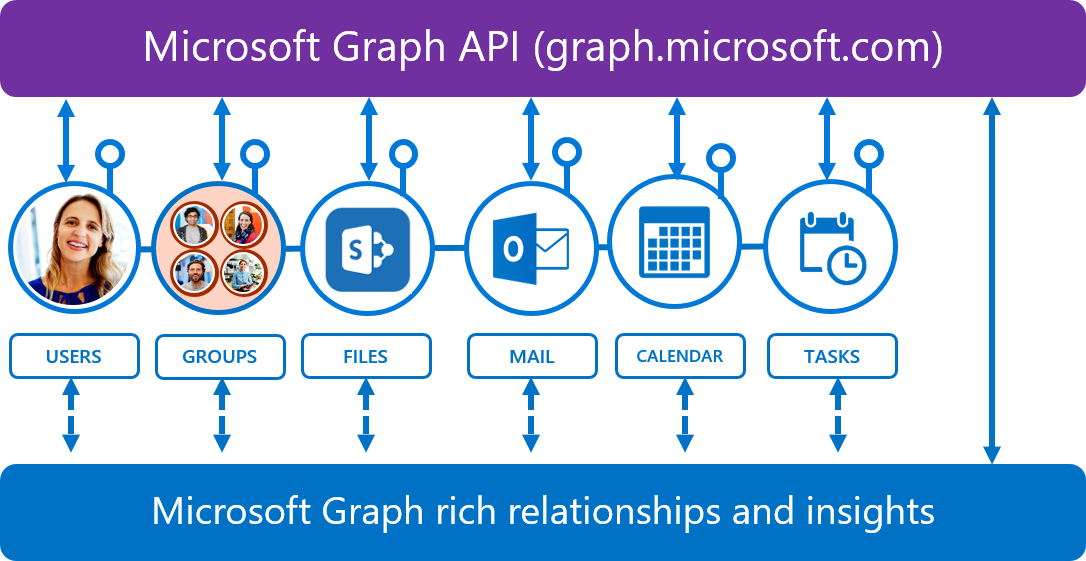 Microsoft Graph API (graph.microsoft.com)
S
O
USERS
GROUPS
FILES
MAIL
CALENDAR
TASKS
Microsoft Graph rich relationships and insights